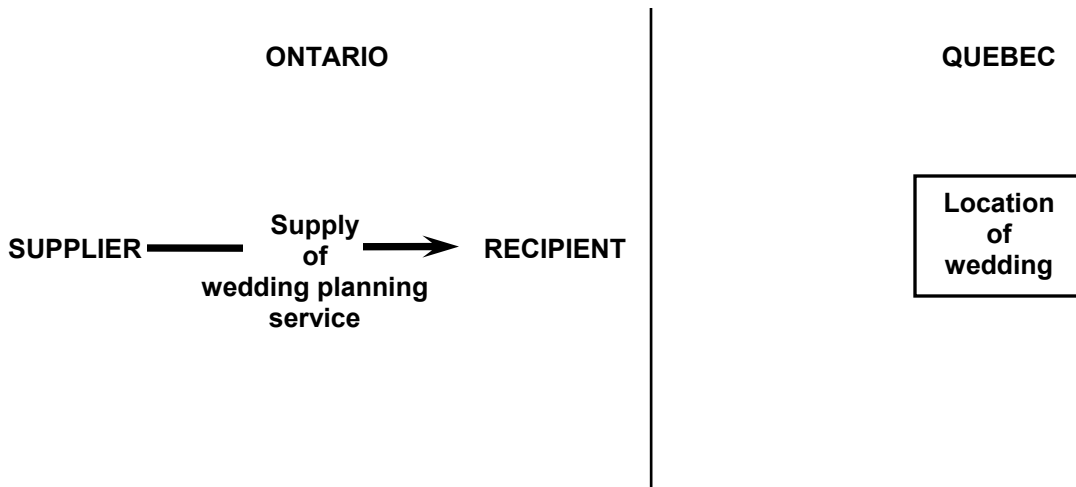 ONTARIO
QUEBEC
SUPPLIER
Supply
of
wedding planning
service
RECIPIENT
Location
of
wedding